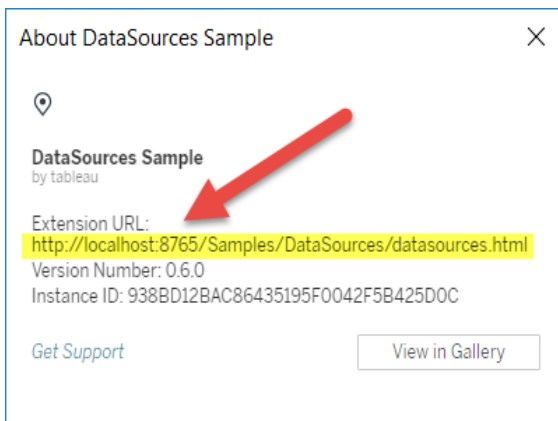 About DataSources Sample
DataSources Sample
by tableau
Extension URL:
http://localhost:8765/Samples/DataSources/datasources.html
Version Number: 0.6.0
Instance ID: 938BD12BAC86435195F0042F5B425D0C
Get Support
View in Gallery